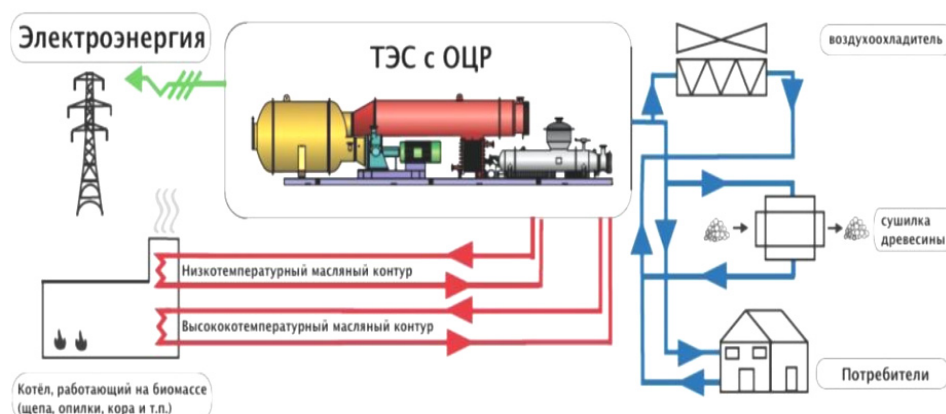 Электроэнергия
ТЭС с ОЦР
воздухоохладитель
сушилка
древесины
Низкотемпературный масляный контур
Высококотемпературный масляный контур
Потребители
Котёл, работающий на биомассе
(щепа, опилки, кора и т.п.)